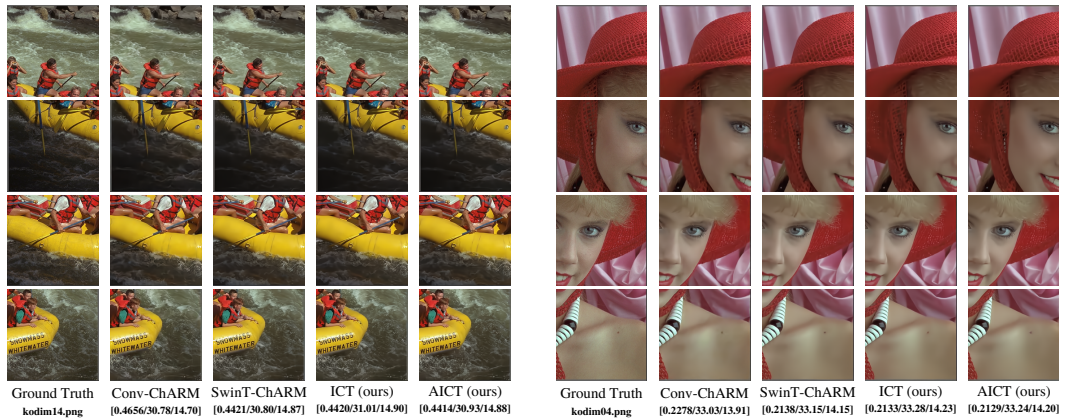 SNOWMASS SNOWMASS SNOWMASS SNOWMASS SNOWMASS
WHITEWATER WHITEWATER WHITEWATER WHITEWATER WHITEWATER
Ground Truth Conv-ChARM SwinT-ChARM ICT (ours) AICT (ours)
kodim14.png [0.4656/30.78/14.70] [0.4421/30.80/14.87] [0.4420/31.01/14.90] [0.4414/30.93/14.88]
Ground Truth Conv-ChARM SwinT-ChARM ICT (ours) AICT (ours)
kodim04.png [0.2278/33.03/13.91] [0.2138/33.15/14.15] [0.2133/33.28/14.23] [0.2129/33.24/14.20]